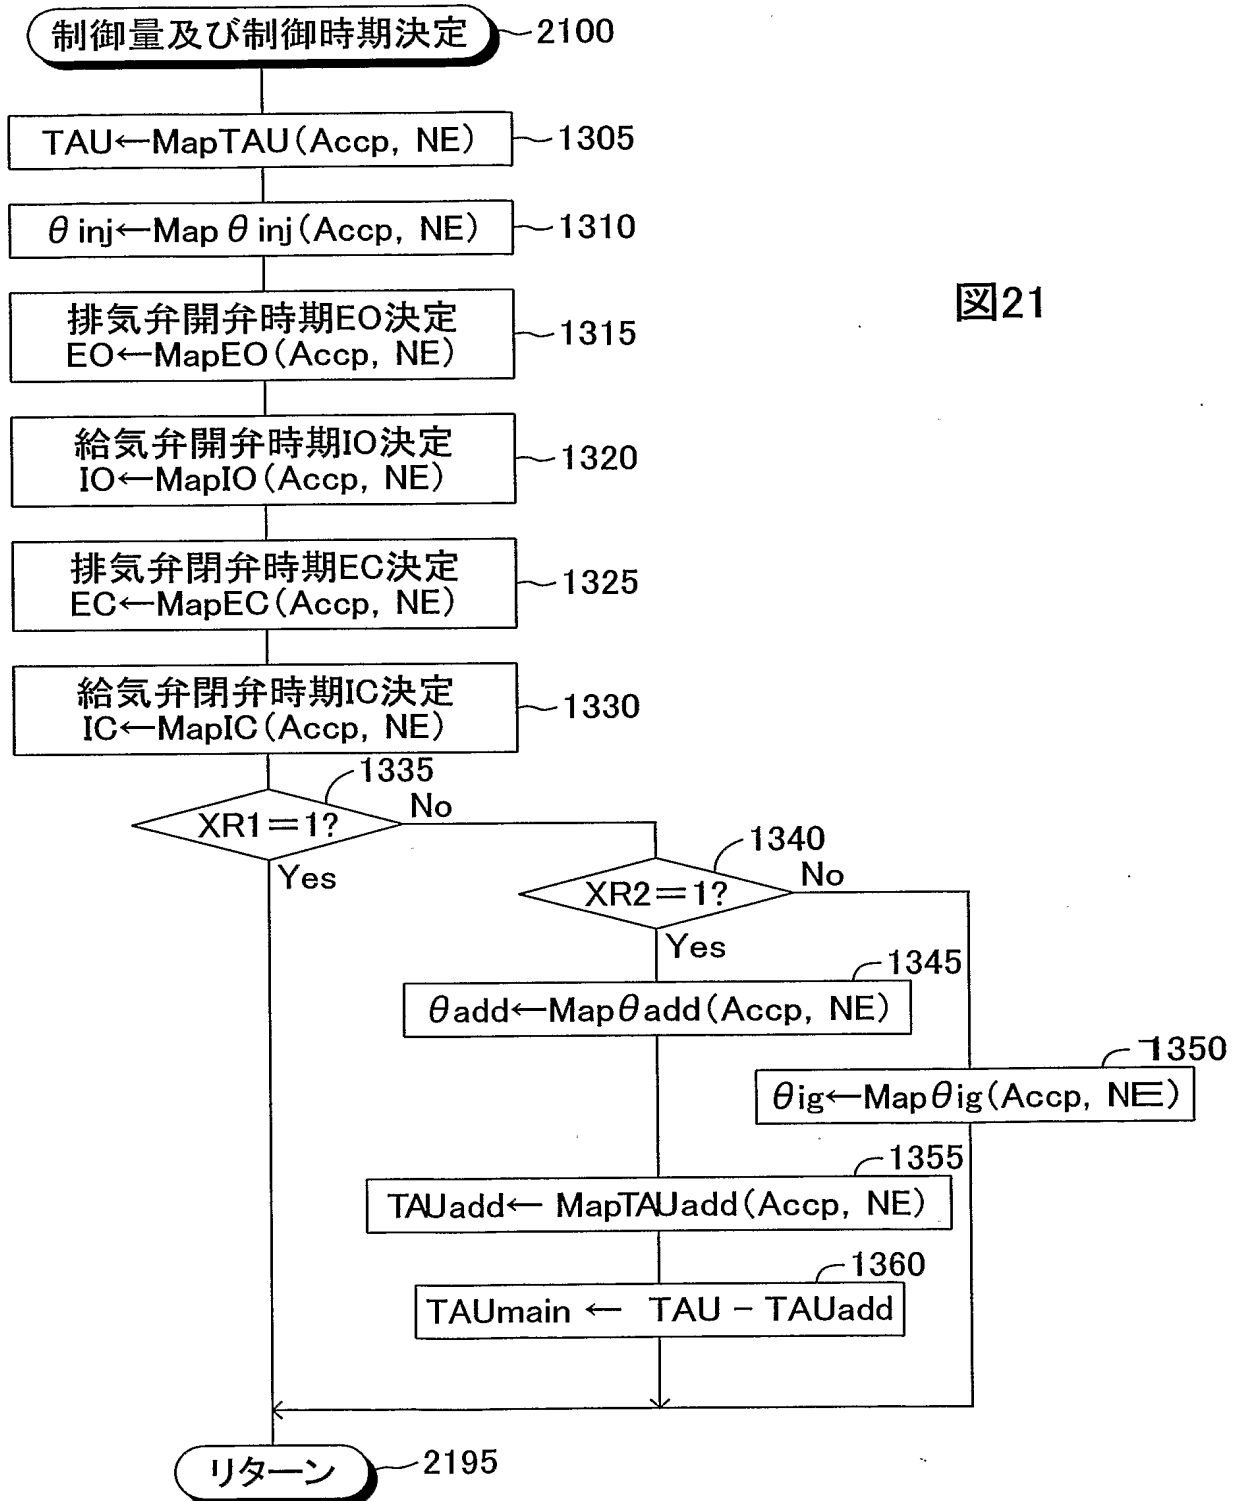 制御量及び制御時期決定
2100
TAU←MapTAU(Accp, NE)
1305
θinj←Mapθinj(Accp, NE)
1310
図21
排気弁開弁時期EO決定
EO←MapEO(Accp, NE)
1315
給気弁開弁時期IO決定
IO←MapIO(Accp, NE)
1320
排気弁閉弁時期EC決定
EC←MapEC(Accp, NE)
1325
給気弁閉弁時期IC決定
IC←MapIC(Accp, NE)
1330
1335
XR1=1?
No
Yes
1340
XR2=1?
No
Yes
1345
θadd←Mapθadd(Accp, NE)
1350
θig←Mapθig(Accp, NE)
1355
TAUadd← MapTAUadd(Accp, NE)
1360
TAUmain ← TAU − TAUadd
リターン
2195